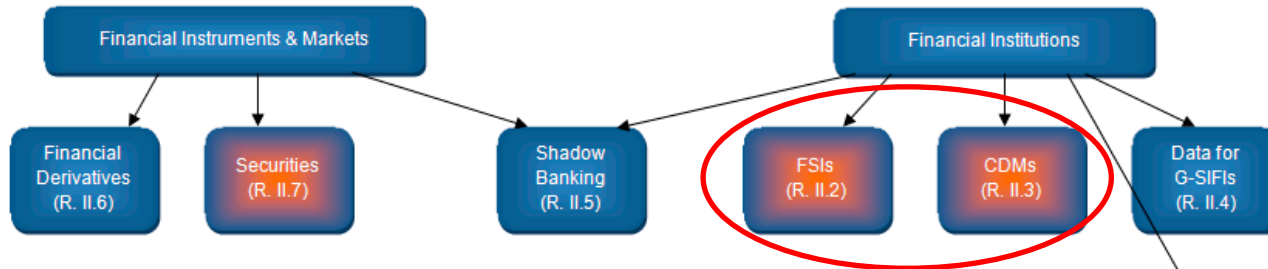 Financial Instruments & Markets
Financial Institutions
Financial
Derivatives
(R. II.6)
Securities
(R. II.7)
Shadow
Banking
(R. II.5)
FSIs
(R. II.2)
CDMs
(R. II.3)
Data for
G-SIFIs
(R. II.4)